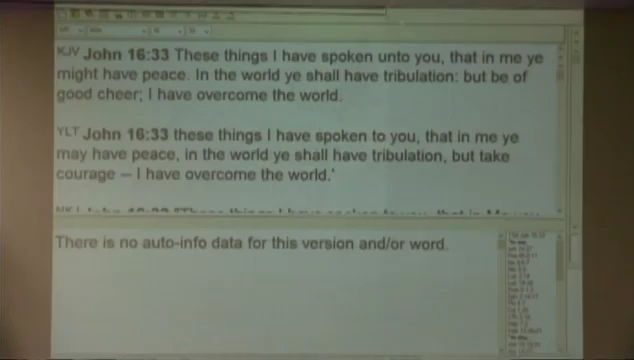 KJV John 16:33 These things I have spoken unto you, that in me ye
might have peace. In the world ye shall have tribulation: but be of
good cheer; I have overcome the world.
YLT John 16:33 these things I have spoken to you, that in me ye
may have peace, in the world ye shall have tribulation, but take
courage -- I have overcome the world.'
There is no auto-info data for this version and/or word.